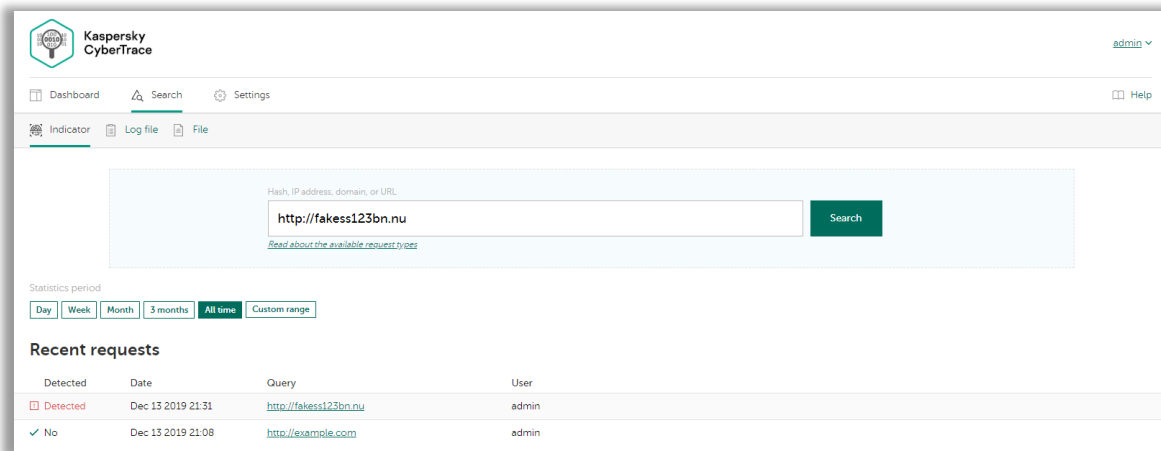 Kaspersky
CyberTrace
admin
Dashboard Search Settings Help
Indicator Log file File
Hash, IP address, domain, or URL
http://fakess123bn.nu Search
Read about the available request types
Statistics period
Day Week Month 3 months All time Custom range
Recent requests
Detected Date Query User
Detected Dec 13 2019 21:31 http://fakess123bn.nu admin
No Dec 13 2019 21:08 http://example.com admin